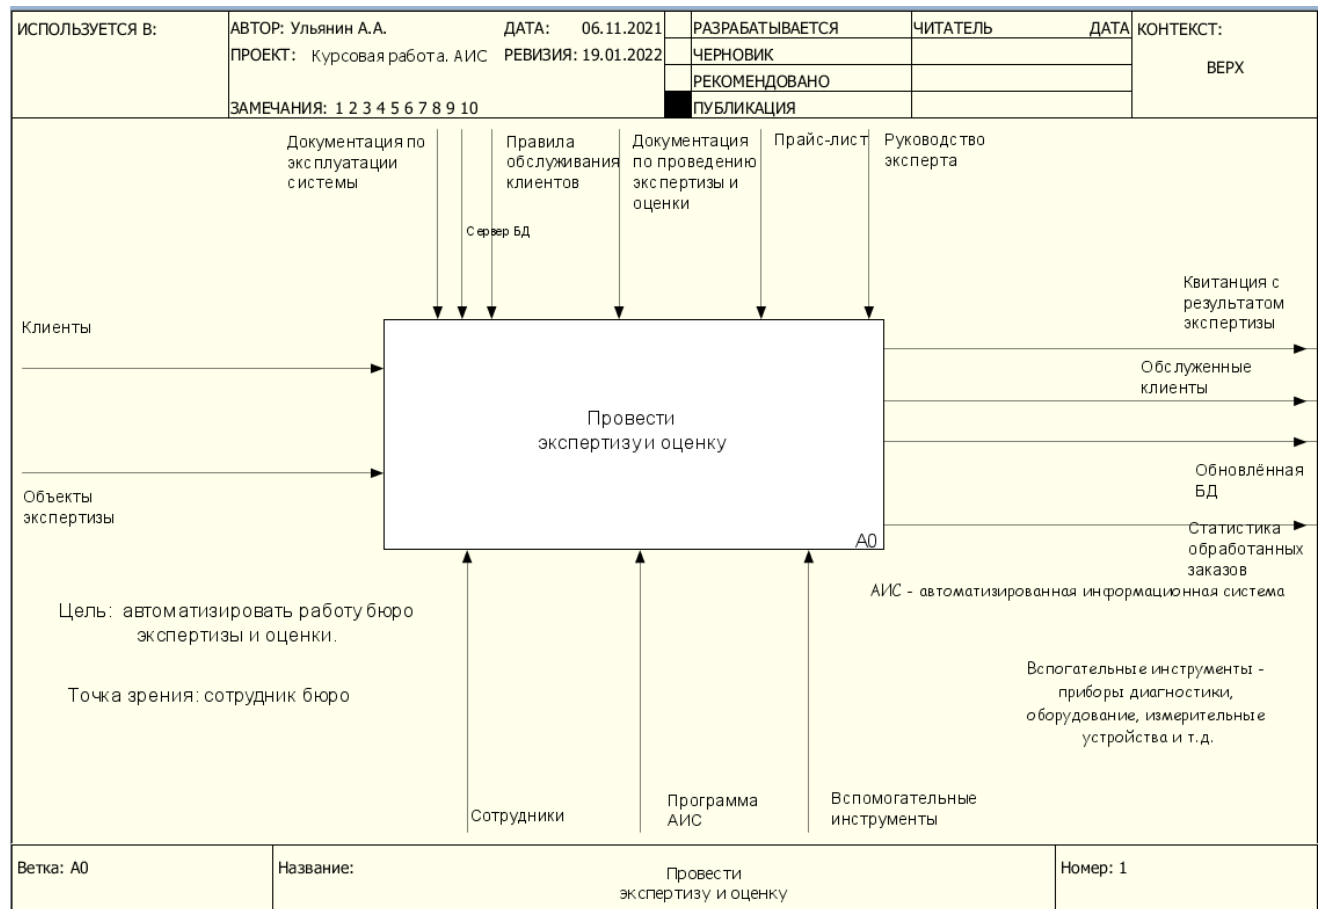 ИСПОЛЬЗУЕТСЯ В:
АВТОР: Ульянин А.А.
ДАТА: 06.11.2021
ПРОЕКТ: Курсовая работа. АИС
РЕВИЗИЯ: 19.01.2022
ЗАМЕЧАНИЯ: 1 2 3 4 5 6 7 8 9 10
РАЗРАБАТЫВАЕТСЯ
ЧЕРНОВИК
РЕКОМЕНДОВАНО
ПУБЛИКАЦИЯ
ЧИТАТЕЛЬ
ДАТА
КОНТЕКСТ:
ВЕРХ
Документация по
эксплуатации
системы
Сервер БД
Правила
обслуживания
клиентов
Документация
по проведению
экспертизы и
оценки
Прайс-лист
Руководство
эксперта
Клиенты
Объекты
экспертизы
Провести
экспертизу и оценку
A0
Квитанция с
результатом
экспертизы
Обслуженные
клиенты
Обновлённая
БД
Статистика
обработанных
заказов
АИС - автоматизированная информационная система
Цель: автоматизировать работу бюро
экспертизы и оценки.
Точка зрения: сотрудник бюро
Вспогательные инструменты -
приборы диагностики,
оборудование, измерительные
устройства и т.д.
Сотрудники
Программа
АИС
Вспомогательные
инструменты
Ветка: A0
Название:
Провести
экспертизу и оценку
Номер: 1